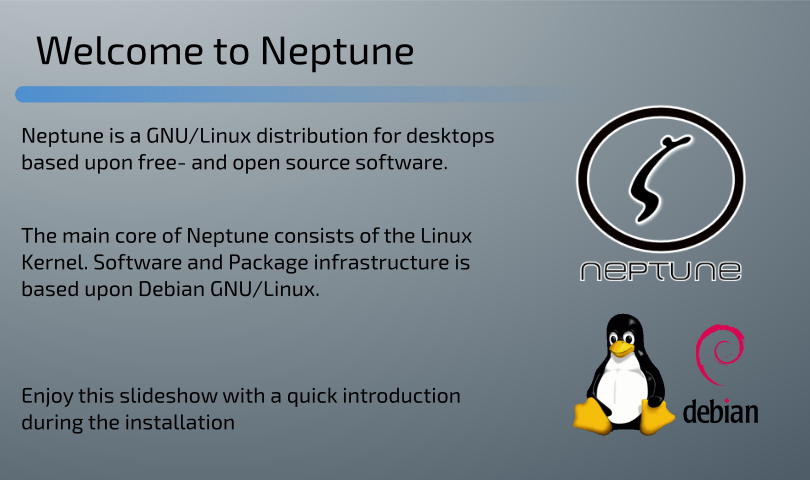 Welcome to Neptune
Neptune is a GNU/Linux distribution for desktops
based upon free- and open source software.
The main core of Neptune consists of the Linux
Kernel. Software and Package infrastructure is
based upon Debian GNU/Linux.
Enjoy this slideshow with a quick introduction
during the installation
NEPTUNE
debian